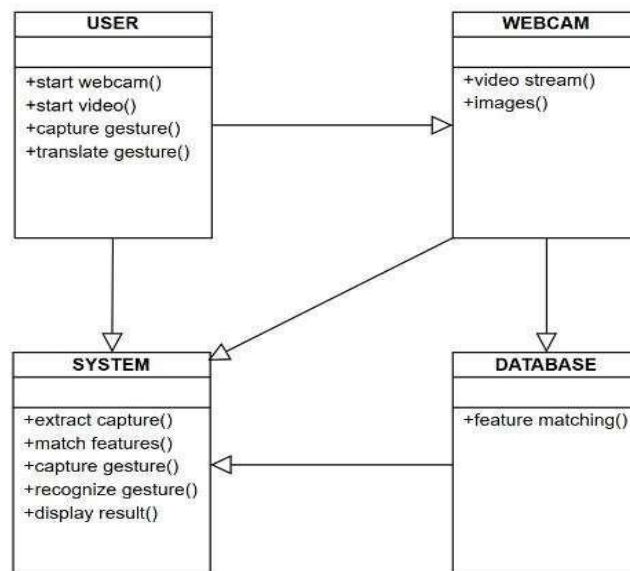 USER
+start webcam()
+start video()
+capture gesture()
+translate gesture()
WEBCAM
+video stream()
+images()
SYSTEM
+extract capture()
+match features()
+capture gesture()
+recognize gesture()
+display result()
DATABASE
+feature matching()